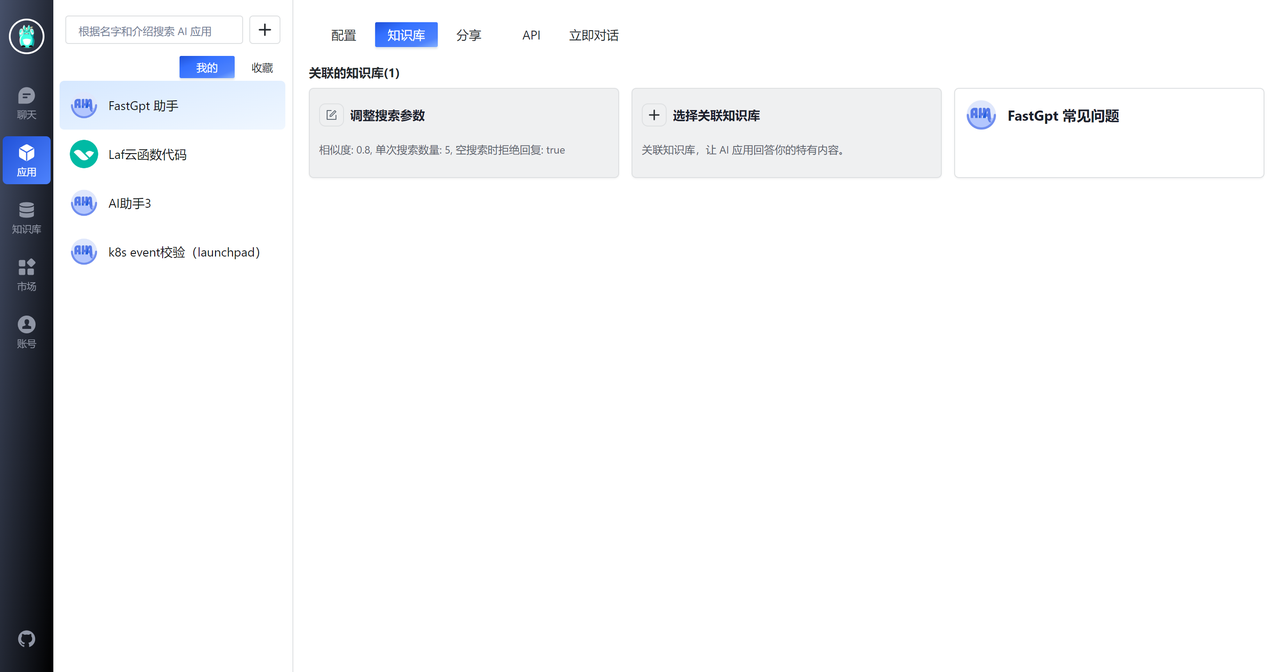 聊天
应用
知识库
市场
账号
根据名字和介绍搜索 AI 应用
我的
收藏
FastGpt 助手
Laf云函数代码
AI助手3
k8s event校验（launchpad）
配置
知识库
分享
API
立即对话
关联的知识库(1)
调整搜索参数
相似度: 0.8, 单次搜索数量: 5, 空搜索时拒绝回复: true
选择关联知识库
关联知识库，让 AI 应用回答你的特有内容。
FastGpt 常见问题